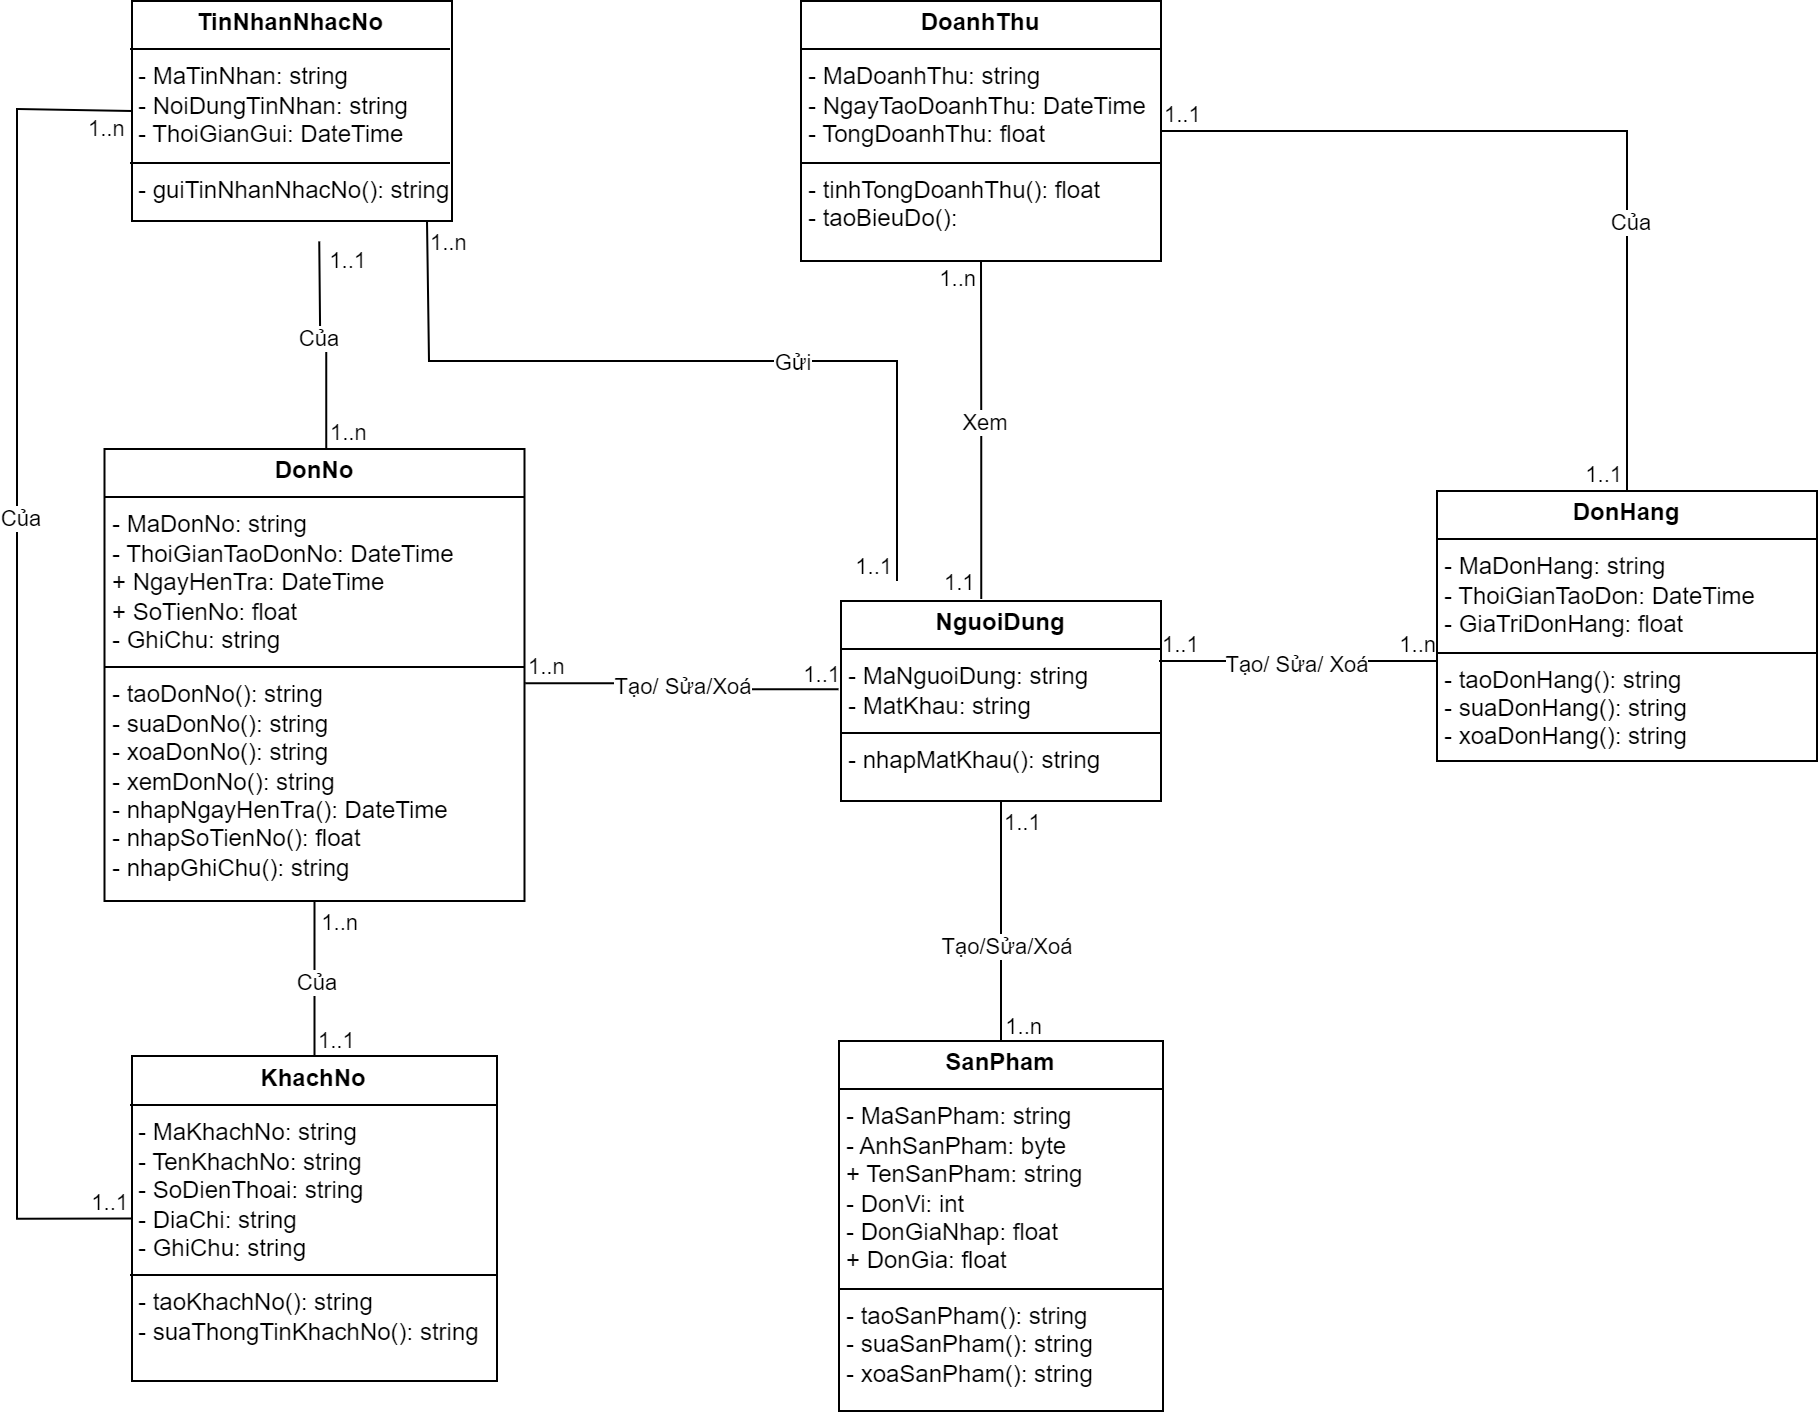 TinNhanNhacNo
- MaTinNhan: string
- NoiDungTinNhan: string
- ThoiGianGui: DateTime
- guiTinNhanNhacNo(): string
DoanhThu
- MaDoanhThu: string
- NgayTaoDoanhThu: DateTime
- TongDoanhThu: float
- tinhTongDoanhThu(): float
- taoBieuDo():
1..n
1..1
1..n
1..1
1..n
Của
Của
Gửi
Xem
Của
1..n
1..1
1.1
1..1
DonNo
- MaDonNo: string
- ThoiGianTaoDonNo: DateTime
+ NgayHenTra: DateTime
+ SoTienNo: float
- GhiChu: string
- taoDonNo(): string
- suaDonNo(): string
- xoaDonNo(): string
- xemDonNo(): string
- nhapNgayHenTra(): DateTime
- nhapSoTienNo(): float
- nhapGhiChu(): string
1..n
Tạo/ Sửa/Xoá
1..1
NguoiDung
- MaNguoiDung: string
- MatKhau: string
- nhapMatKhau(): string
1..1
Tạo/ Sửa/ Xoá
1..n
DonHang
- MaDonHang: string
- ThoiGianTaoDon: DateTime
- GiaTriDonHang: float
- taoDonHang(): string
- suaDonHang(): string
- xoaDonHang(): string
Của
1..n
Của
1..1
1..1
1..1
Tạo/Sửa/Xoá
1..n
KhachNo
- MaKhachNo: string
- TenKhachNo: string
- SoDienThoai: string
- DiaChi: string
- GhiChu: string
- taoKhachNo(): string
- suaThongTinKhachNo(): string
SanPham
- MaSanPham: string
- AnhSanPham: byte
+ TenSanPham: string
- DonVi: int
- DonGiaNhap: float
+ DonGia: float
- taoSanPham(): string
- suaSanPham(): string
- xoaSanPham(): string